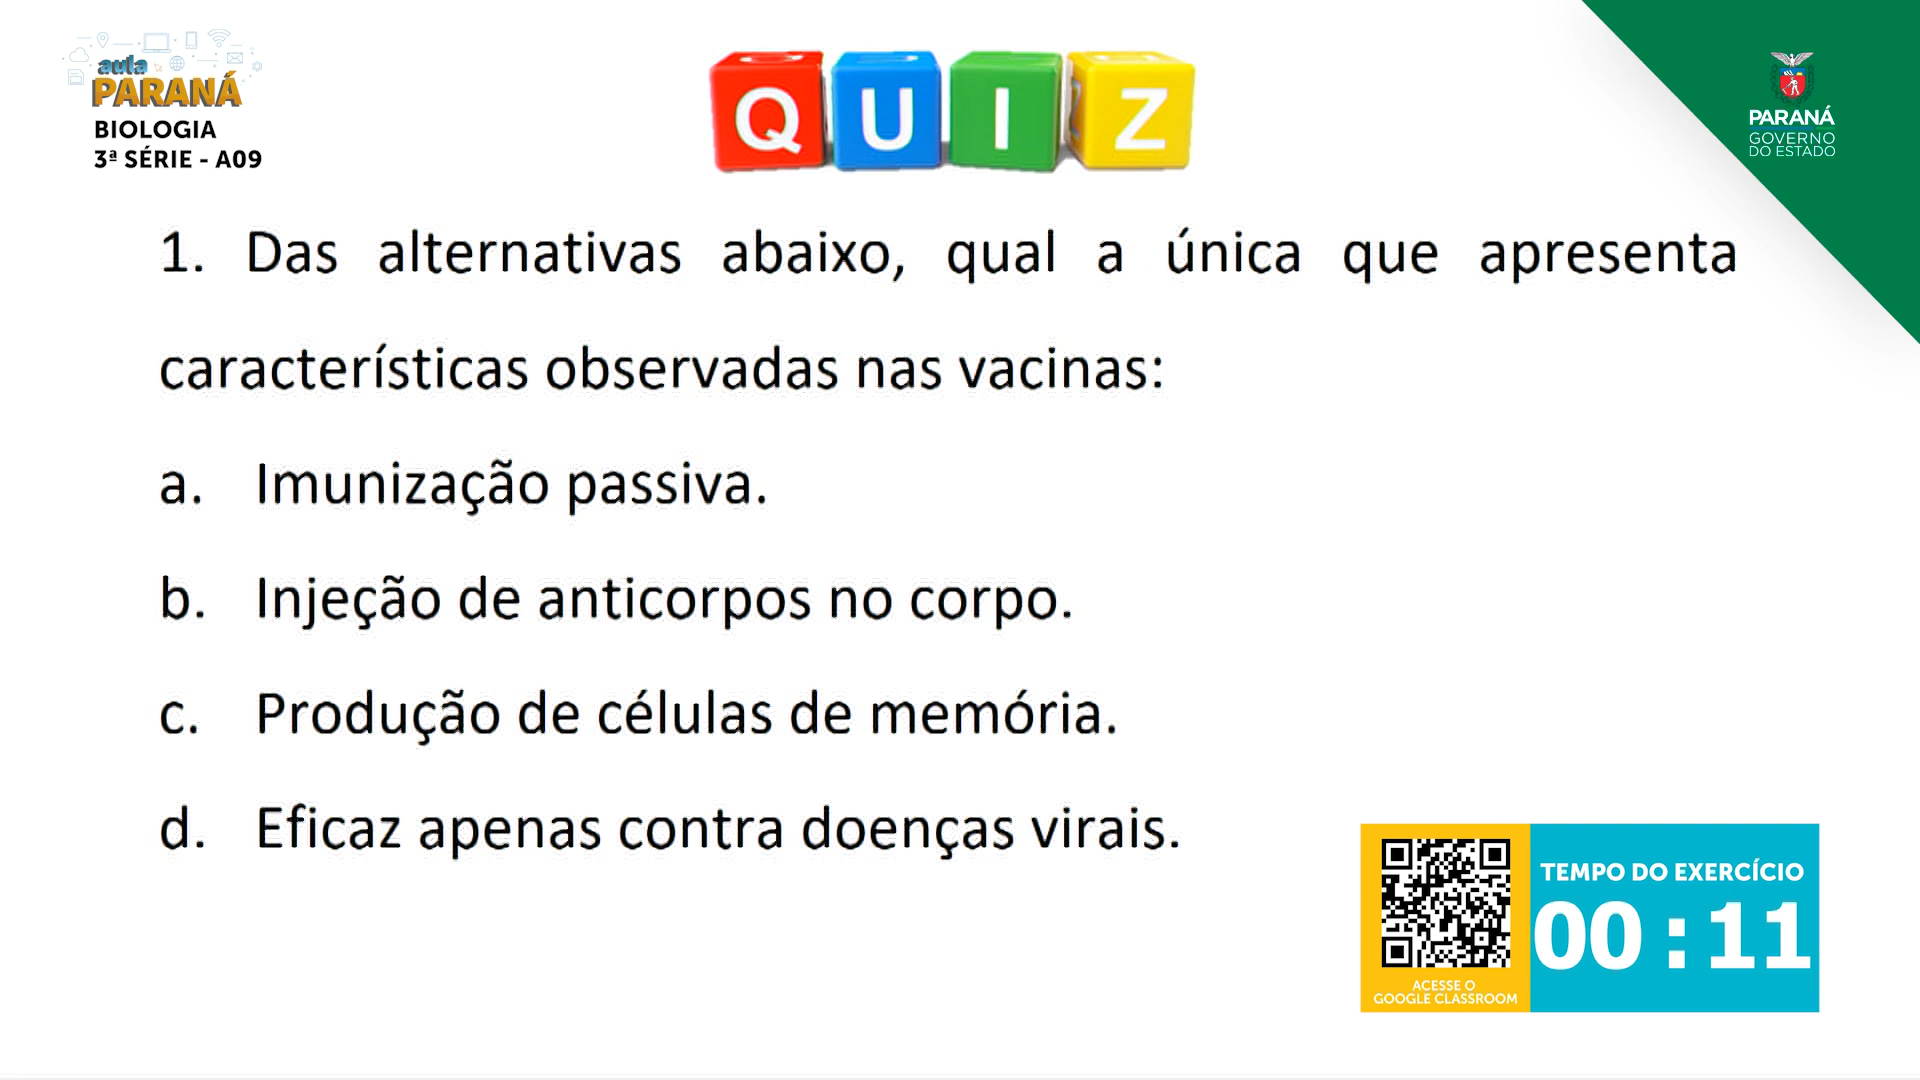 aula
PARANÁ
BIOLOGIA
3ª SÉRIE - A09
QUIZ
PARANÁ
GOVERNO
DO ESTADO
1. Das alternativas abaixo, qual a única que apresenta
características observadas nas vacinas:
a. Imunização passiva.
b. Injeção de anticorpos no corpo.
c. Produção de células de memória.
d. Eficaz apenas contra doenças virais.
ACESSE O
GOOGLE CLASSROOM
TEMPO DO EXERCÍCIO
00:11